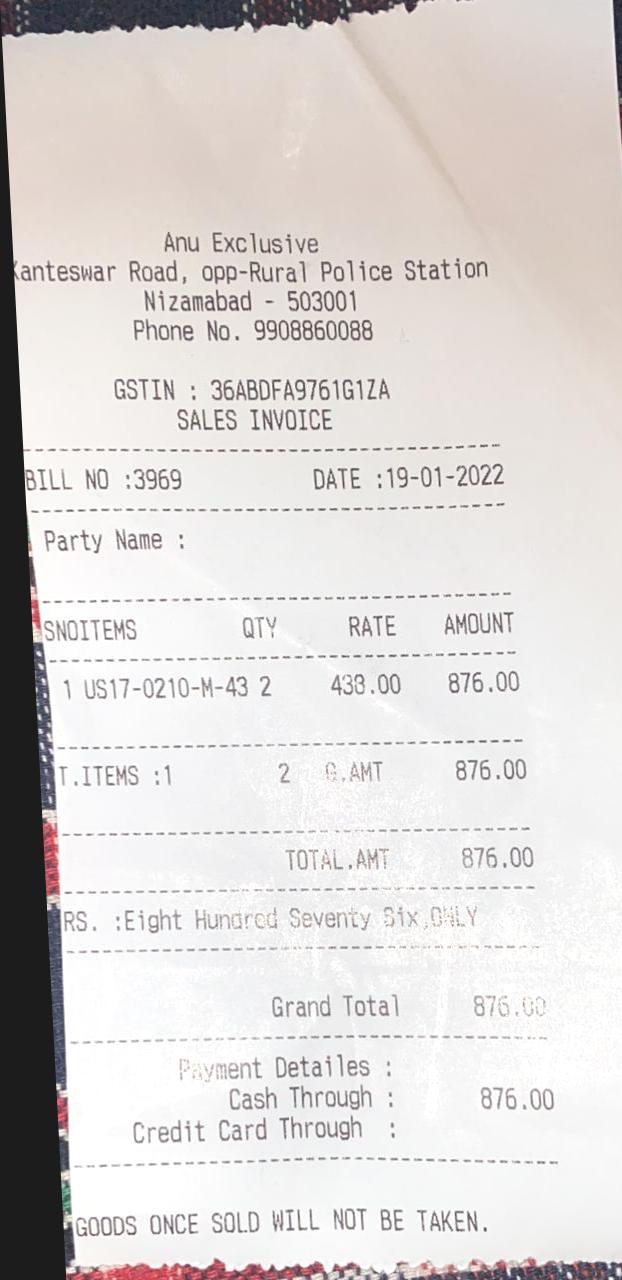 Anu Exclusive
Kanteswar Road, opp-Rural Police Station
Nizamabad - 503001
Phone No. 9908860088
GSTIN : 36ABDFA9761G1ZA
SALES INVOICE
BILL NO :3969 DATE :19-01-2022
Party Name :
SNOITEMS QTY RATE AMOUNT
1 US17-0210-M-43 2 438.00 876.00
T.ITEMS :1 2 G.AMT 876.00
TOTAL.AMT 876.00
RS. :Eight Hundred Seventy Six,ONLY
Grand Total 876.00
Payment Detailes :
Cash Through : 876.00
Credit Card Through :
GOODS ONCE SOLD WILL NOT BE TAKEN.